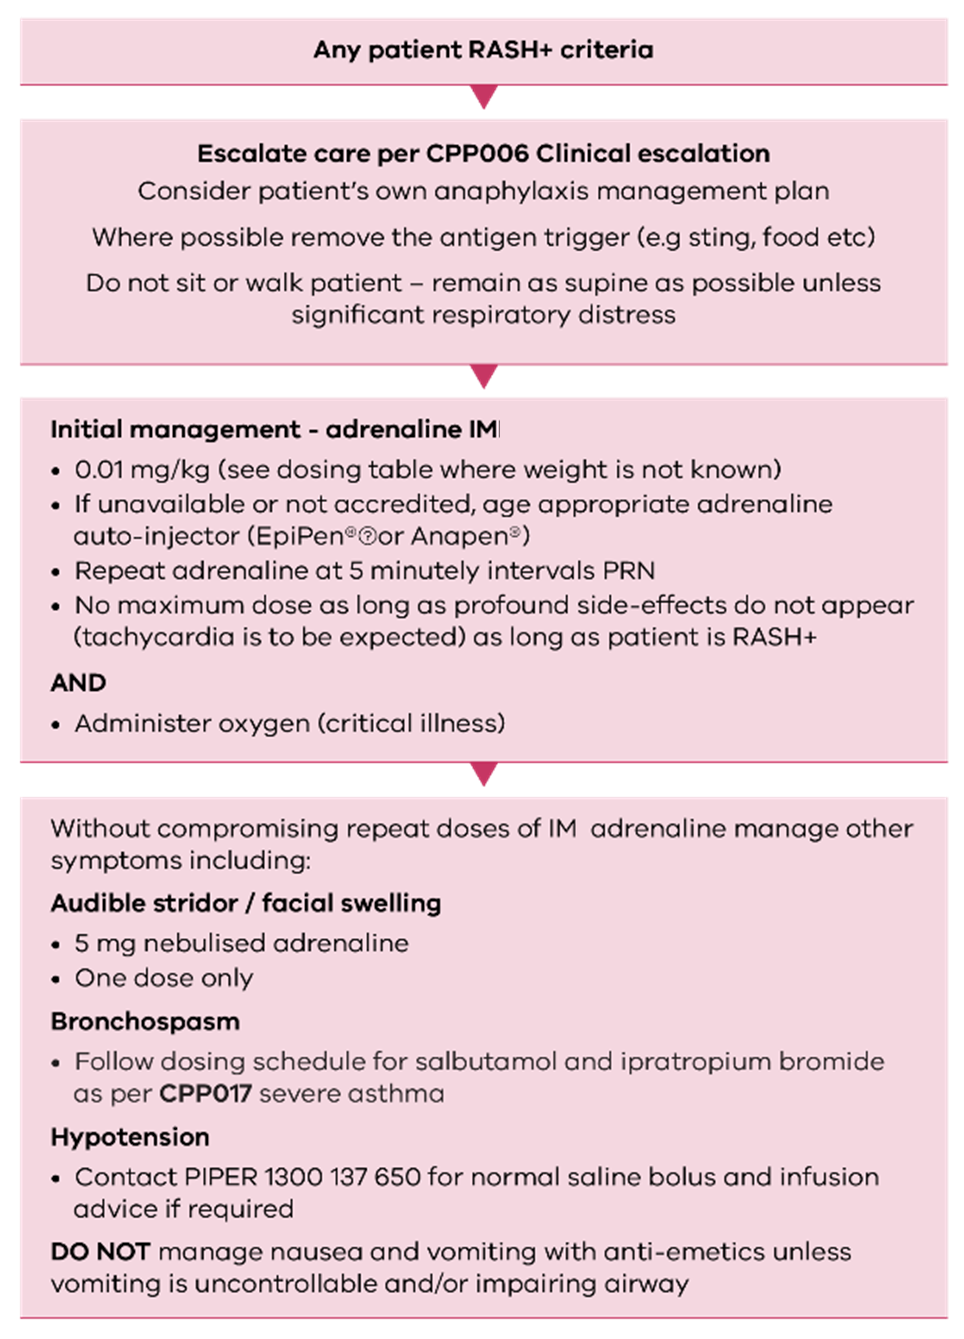 Any patient RASH+ criteria
Escalate care per CPP006 Clinical escalation
Consider patient's own anaphylaxis management plan
Where possible remove the antigen trigger (e.g sting, food etc)
Do not sit or walk patient – remain as supine as possible unless
significant respiratory distress
Initial management - adrenaline IM
• 0.01 mg/kg (see dosing table where weight is not known)
• If unavailable or not accredited, age appropriate adrenaline
auto-injector (EpiPen®?or Anapen®)
• Repeat adrenaline at 5 minutely intervals PRN
• No maximum dose as long as profound side-effects do not appear
(tachycardia is to be expected) as long as patient is RASH+
AND
• Administer oxygen (critical illness)
Without compromising repeat doses of IM adrenaline manage other
symptoms including:
Audible stridor / facial swelling
• 5 mg nebulised adrenaline
• One dose only
Bronchospasm
• Follow dosing schedule for salbutamol and ipratropium bromide
as per CPP017 severe asthma
Hypotension
• Contact PIPER 1300 137 650 for normal saline bolus and infusion
advice if required
DO NOT manage nausea and vomiting with anti-emetics unless
vomiting is uncontrollable and/or impairing airway